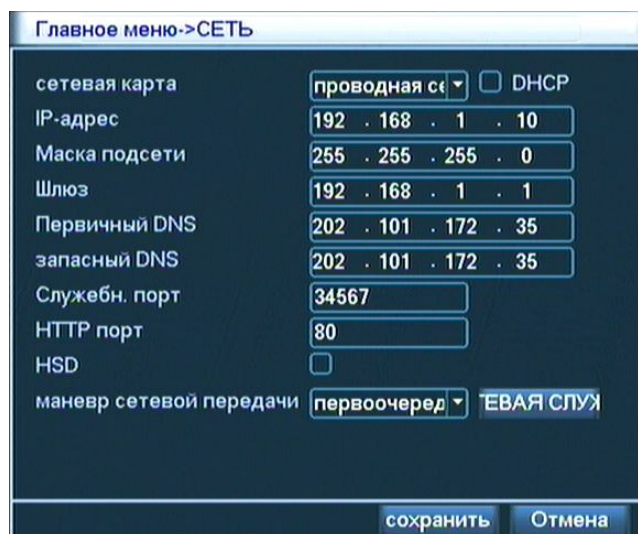 Главное меню->СЕТЬ
сетевая карта проводная се DHCP
IP-адрес 192 . 168 . 1 . 10
Маска подсети 255 . 255 . 255 . 0
Шлюз 192 . 168 . 1 . 1
Первичный DNS 202 . 101 . 172 . 35
запасный DNS 202 . 101 . 172 . 35
Служебн. порт 34567
HTTP порт 80
HSD
маневр сетевой передачи первоочеред ТЕВАЯ СЛУЖ
сохранить Отмена